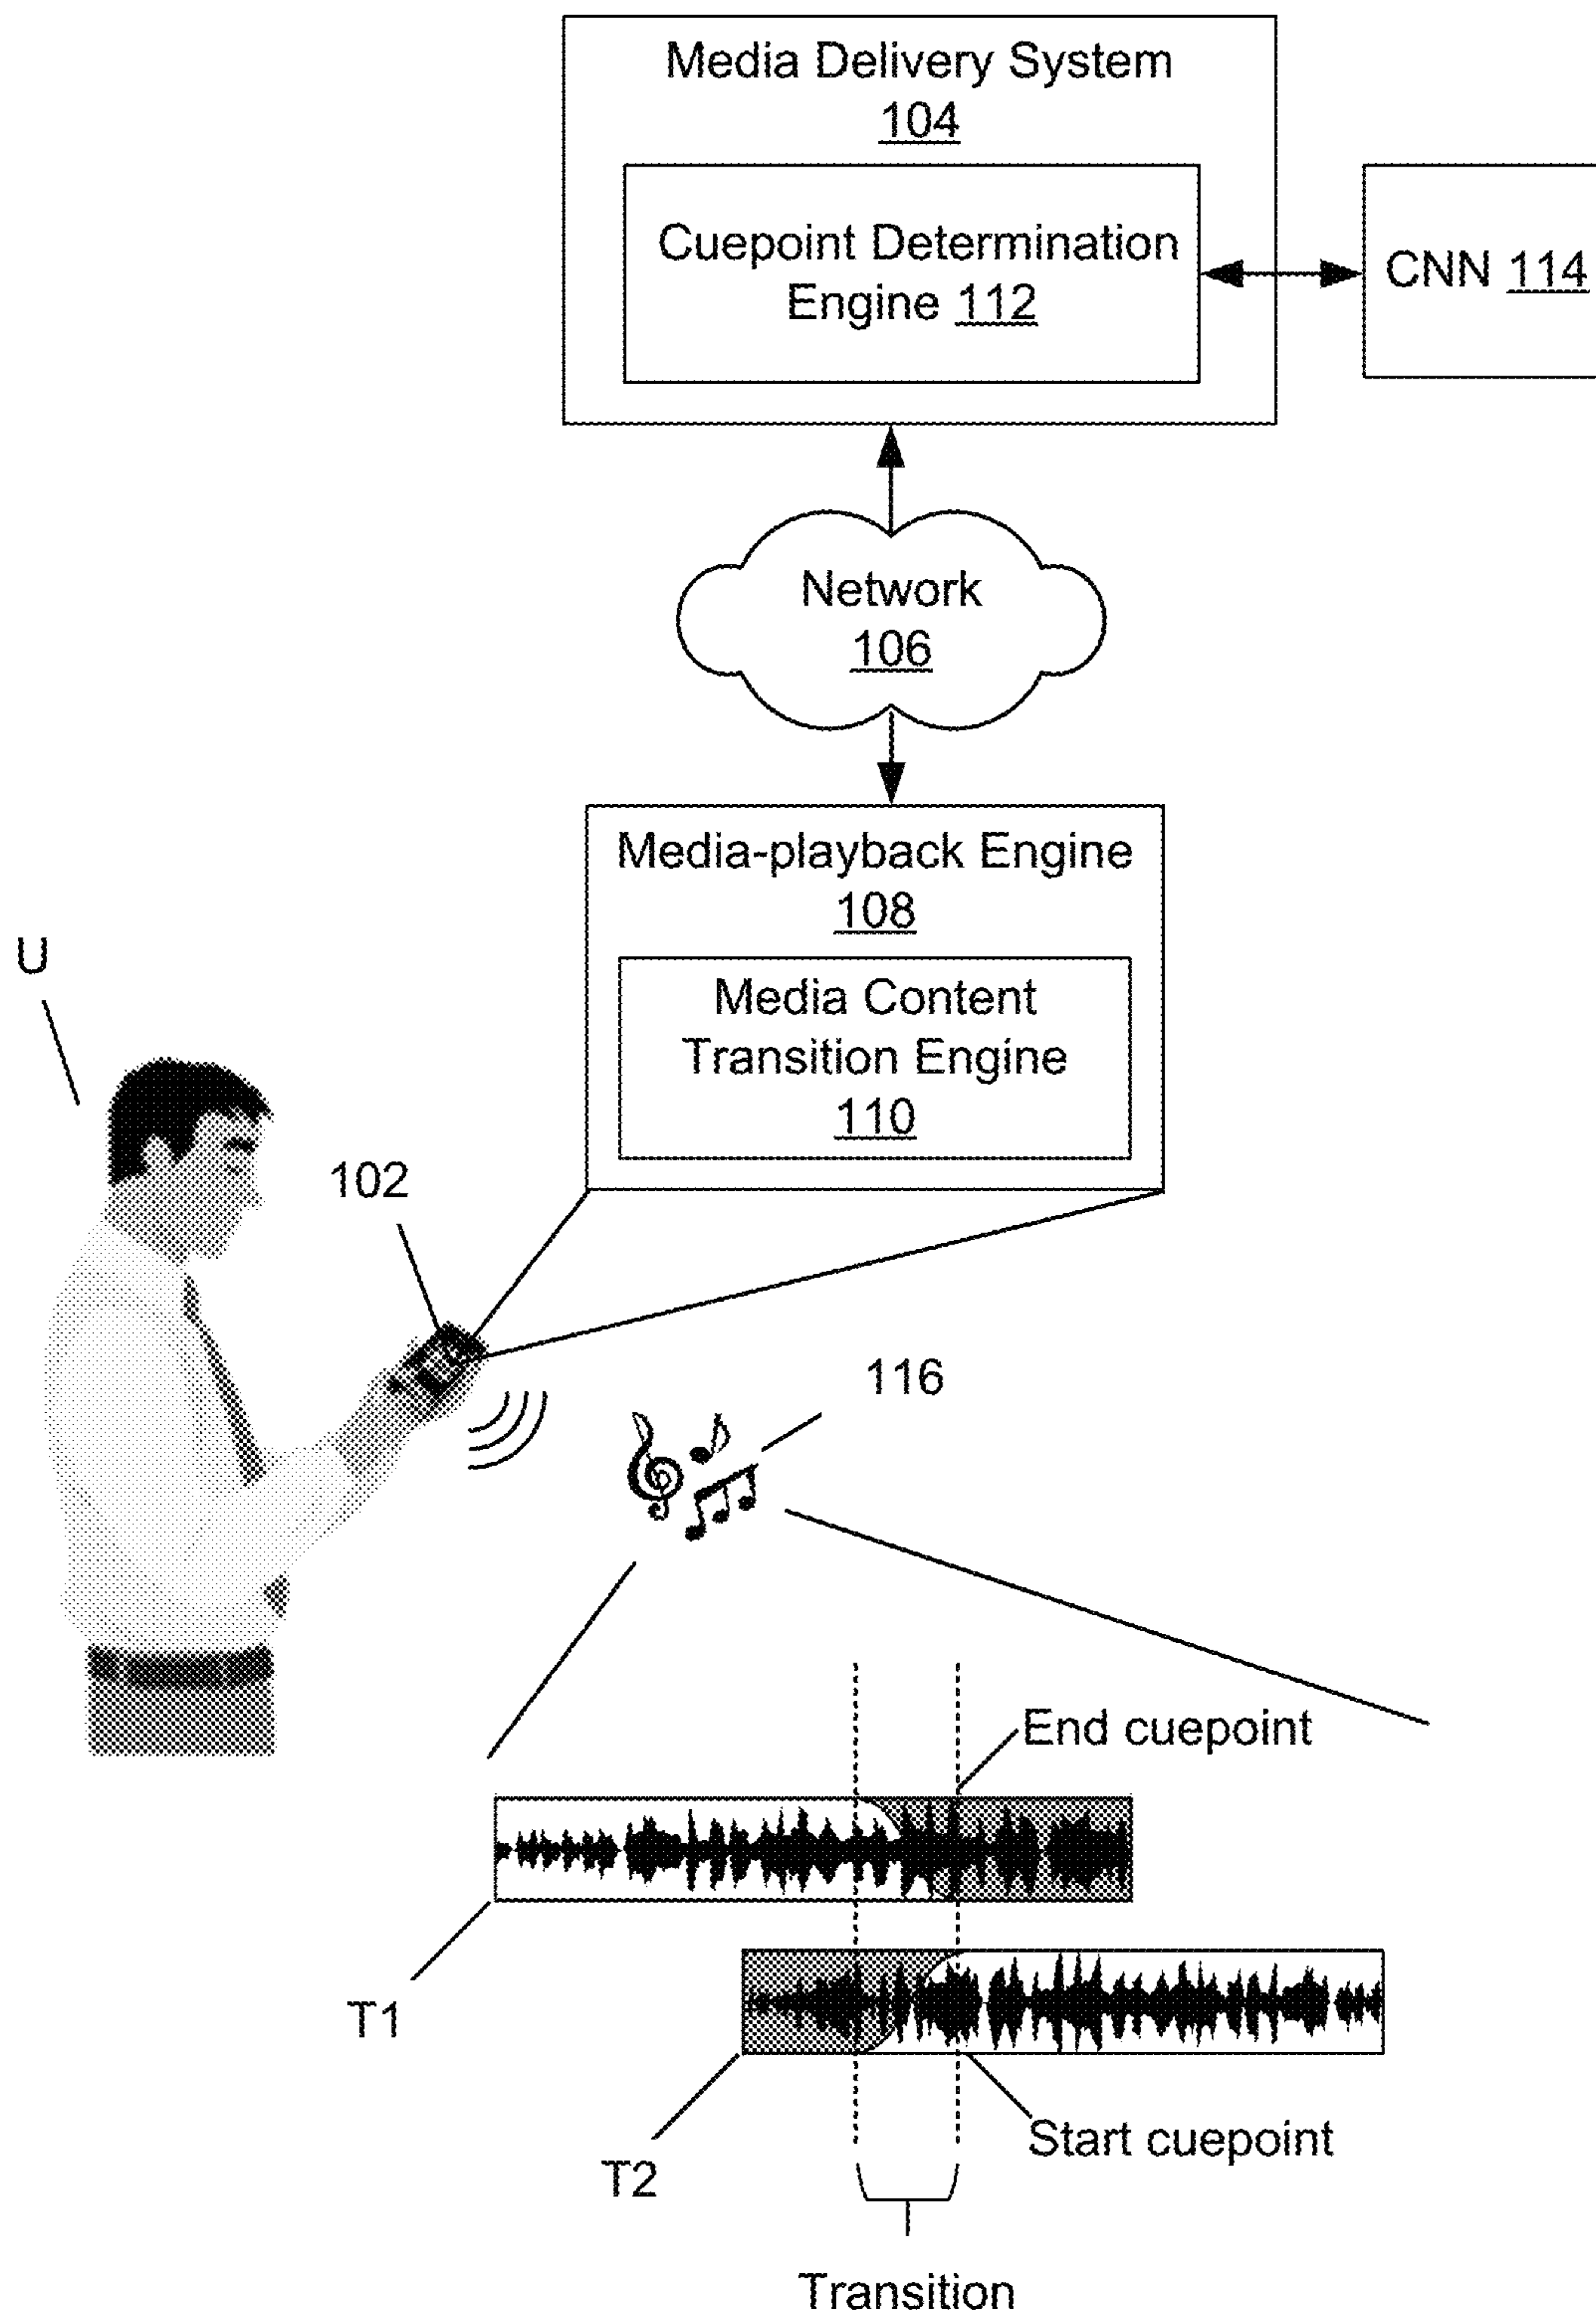 Media Delivery System
104
Cuepoint Determination
Engine 112
CNN 114
Network
106
Media-playback Engine
108
Media Content
Transition Engine
110
U
102
116
End cuepoint
T1
Start cuepoint
T2
Transition